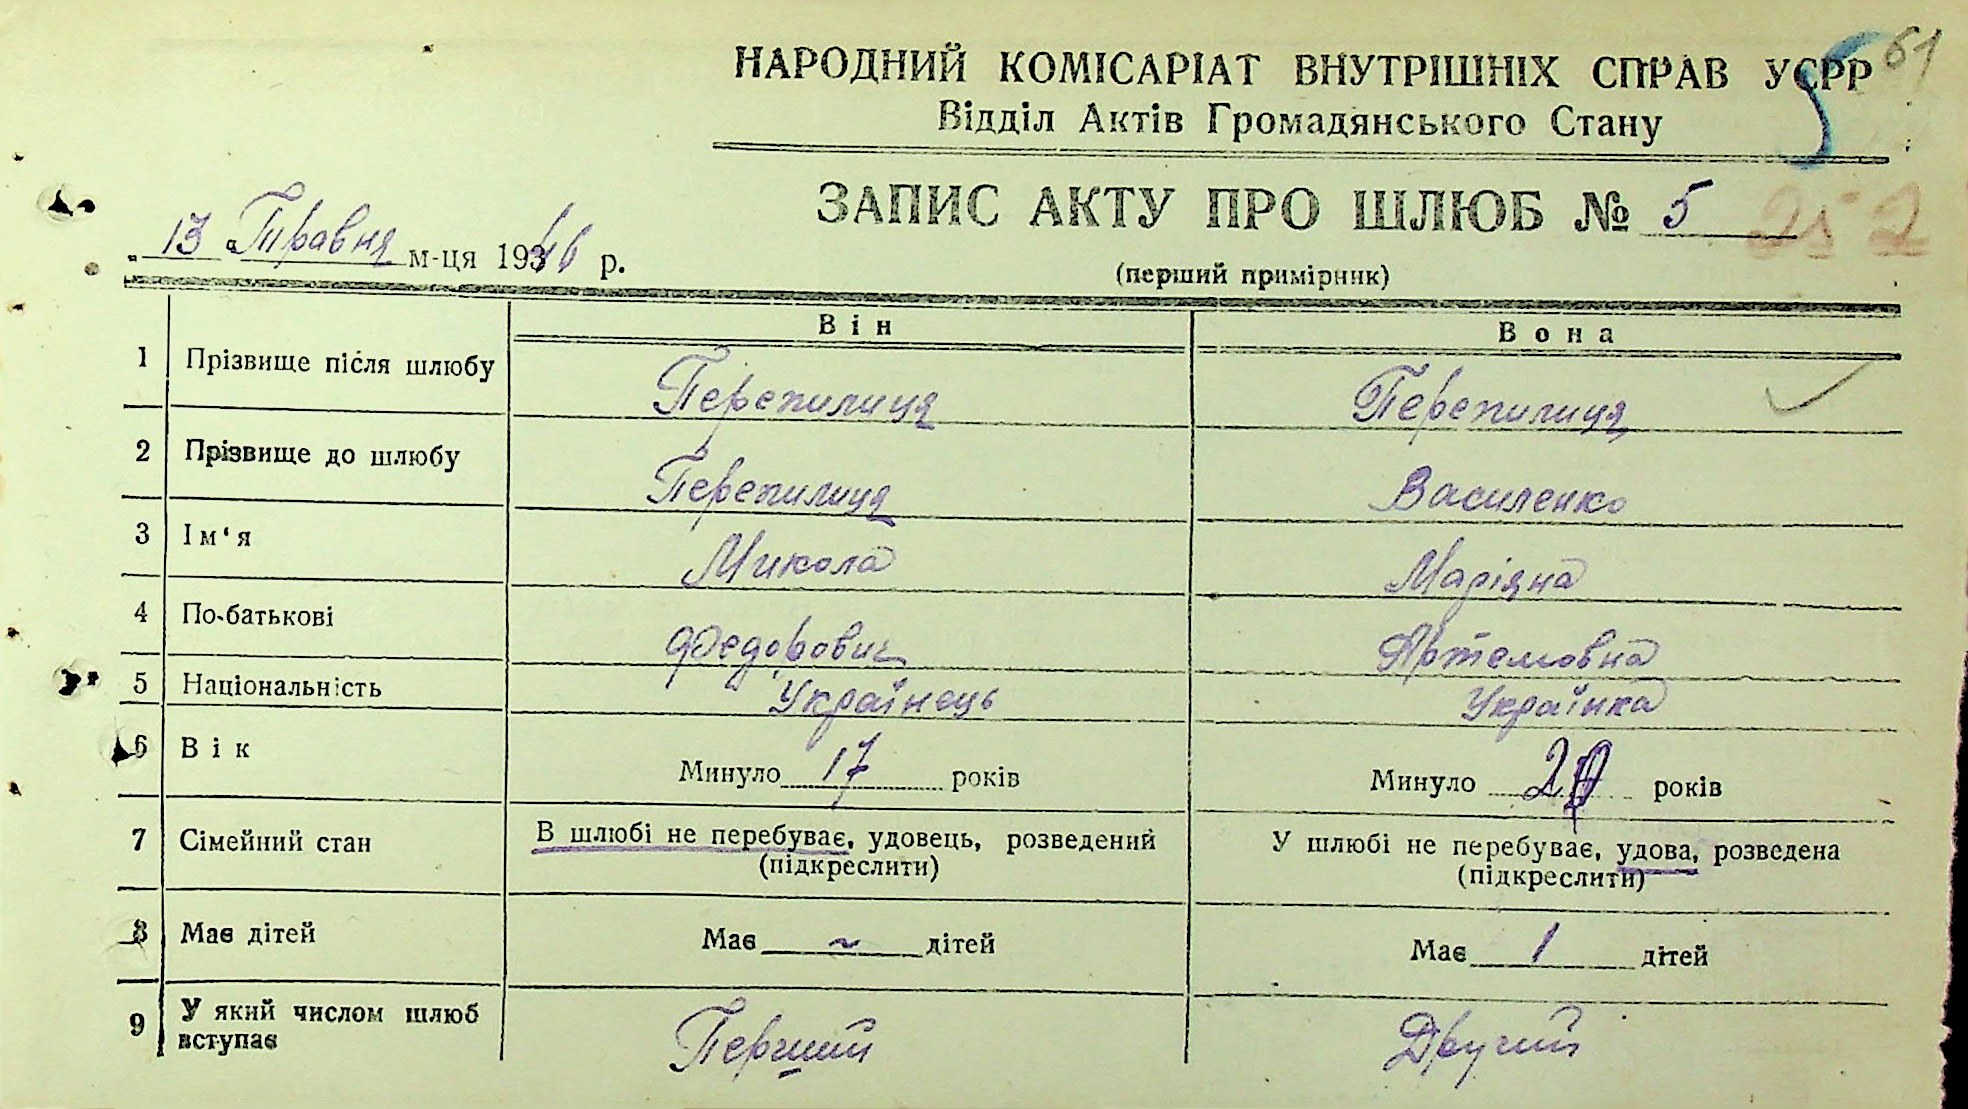 61
НАРОДНИЙ КОМІСАРІАТ ВНУТРІШНІХ СПРАВ УСРР
Відділ Актів Громадянського Стану
ЗАПИС АКТУ ПРО ШЛЮБ № 5 252
„ 13 “ Травня м-ця 1946 р.
(перший примірник)
Він Вона
1 Прізвище після шлюбу Перепилиця Перепилиця
2 Прізвище до шлюбу Перепилиця Василенко
3 Ім‘я Микола Маріяна
4 По-батькові Федорович Артемовна
5 Національність Українець Українка
6 Вік Минуло 17 років Минуло років
7 Сімейний стан В шлюбі не перебуває, удовець, розведений У шлюбі не перебуває, удова, розведена
(підкреслити) (підкреслити)
8 Має дітей Має ~ дітей Має 1 дітей
9 У який числом шлюб Перший Другий
вступає